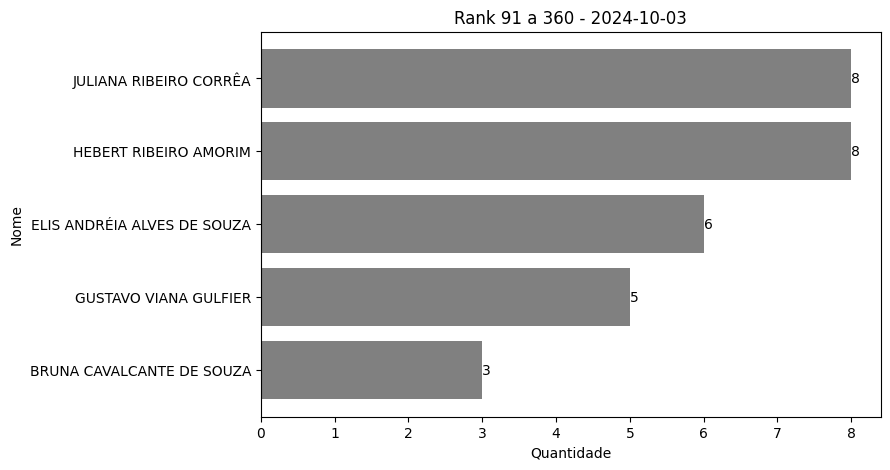 Rank 91 a 360 - 2024-10-03
JULIANA RIBEIRO CORRÊA
8
HEBERT RIBEIRO AMORIM
8
ELIS ANDRÉIA ALVES DE SOUZA
6
GUSTAVO VIANA GULFIER
5
BRUNA CAVALCANTE DE SOUZA
3
Nome
0 1 2 3 4 5 6 7 8
Quantidade